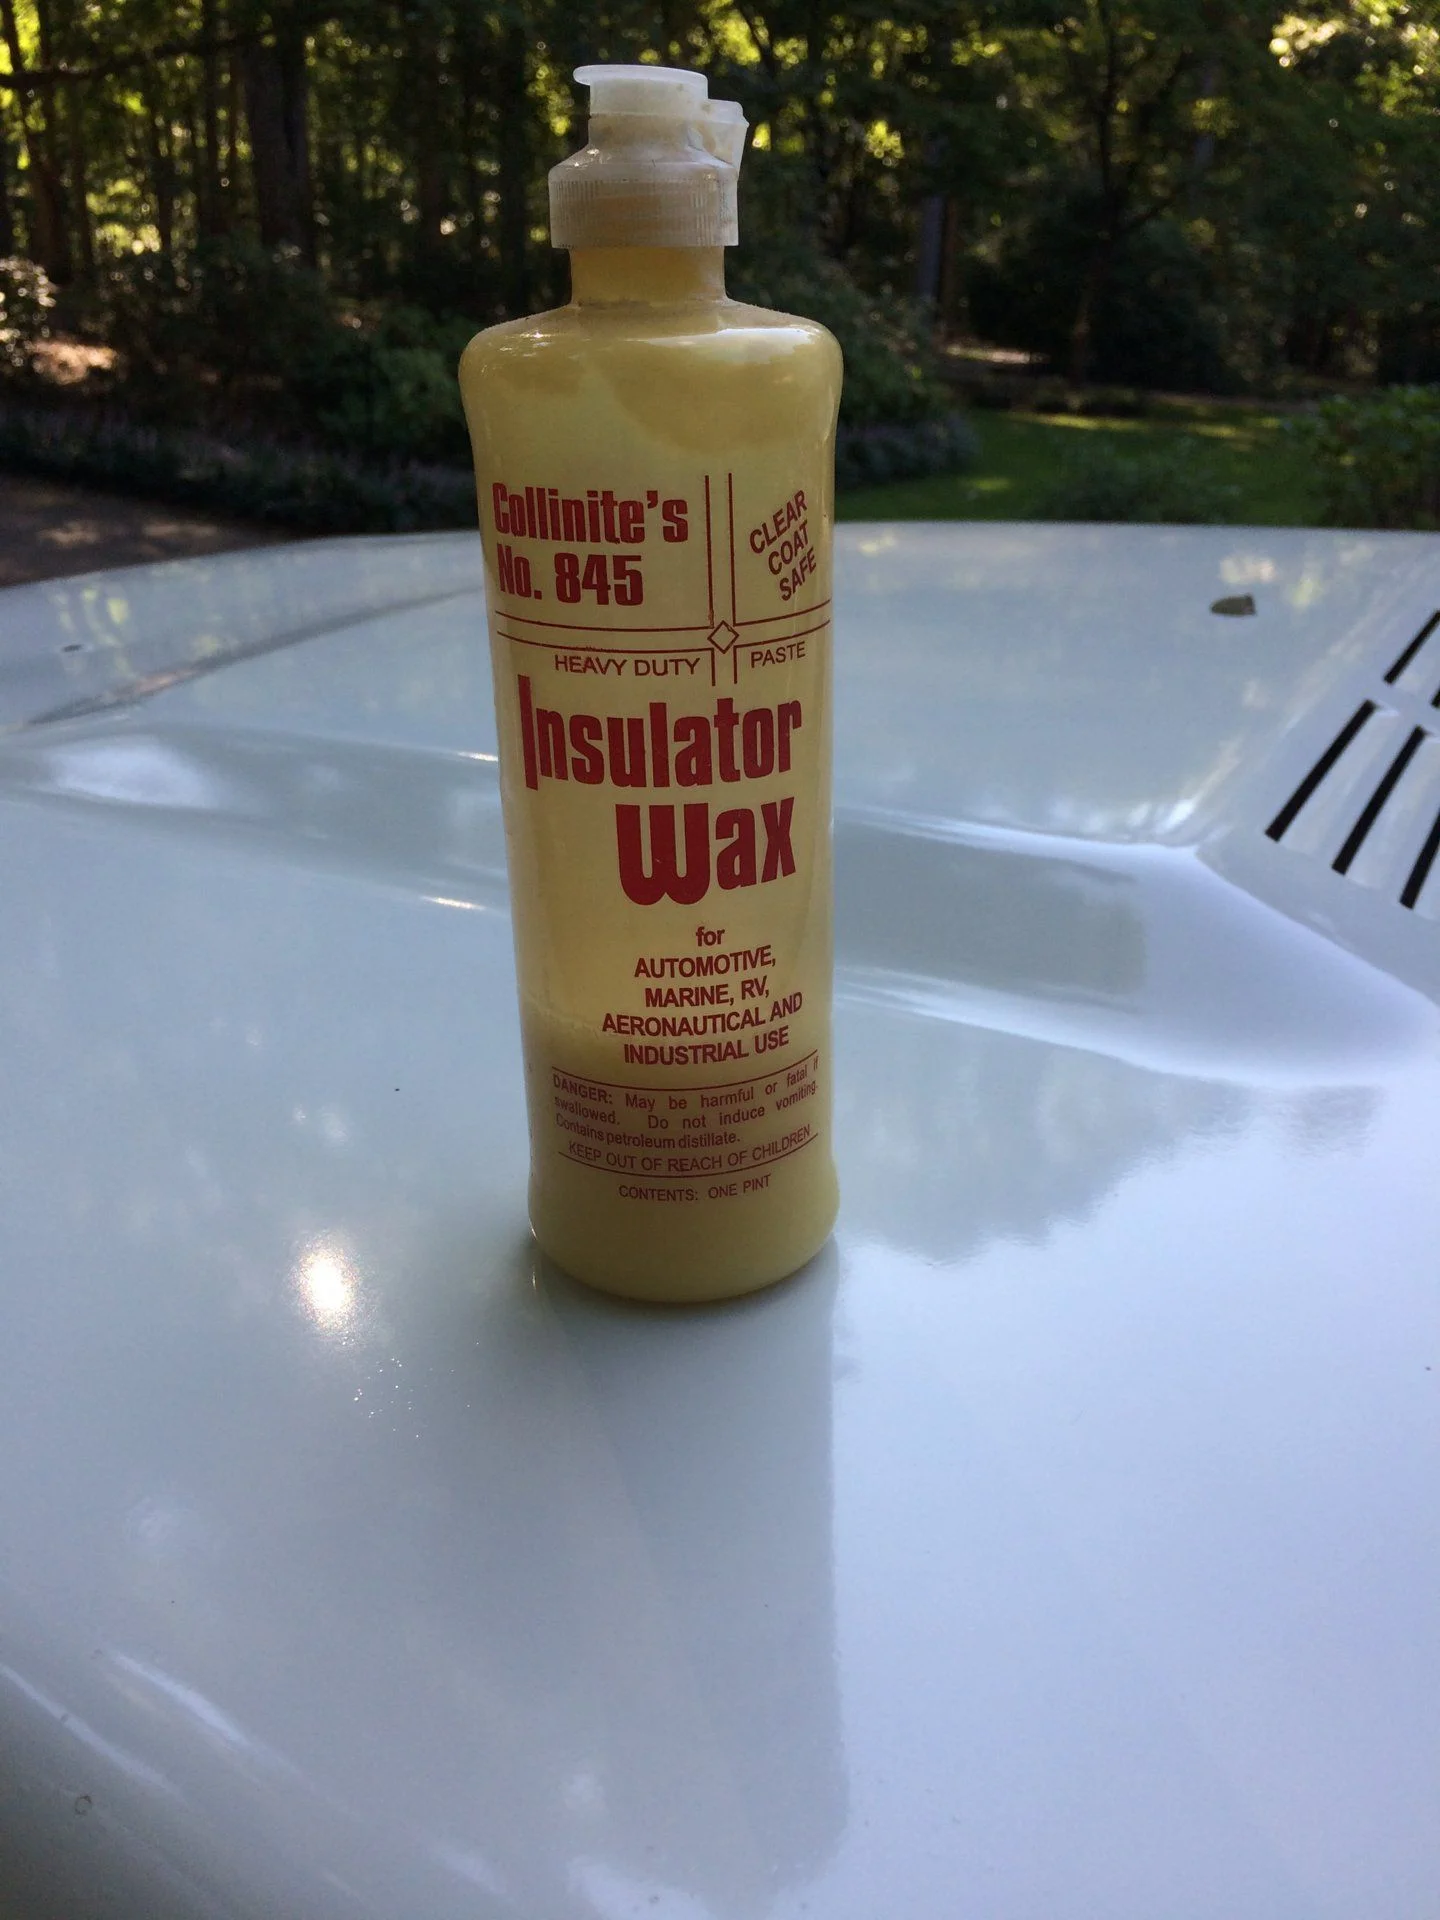 Collinite's
No. 845
CLEAR
COAT
SAFE
HEAVY DUTY PASTE
Insulator
Wax
for
AUTOMOTIVE,
MARINE, RV,
AERONAUTICAL AND
INDUSTRIAL USE
DANGER: May be harmful or fatal if
swallowed. Do not induce vomiting.
Contains petroleum distillate.
KEEP OUT OF REACH OF CHILDREN
CONTENTS: ONE PINT